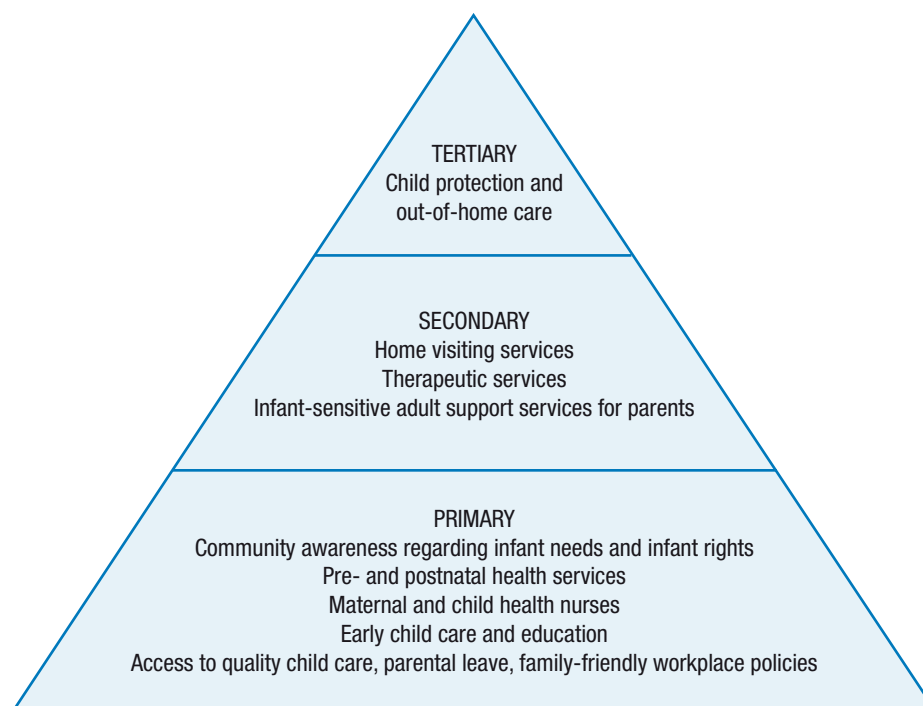 TERTIARY
Child protection and
out-of-home care
SECONDARY
Home visiting services
Therapeutic services
Infant-sensitive adult support services for parents
PRIMARY
Community awareness regarding infant needs and infant rights
Pre- and postnatal health services
Maternal and child health nurses
Early child care and education
Access to quality child care, parental leave, family-friendly workplace policies